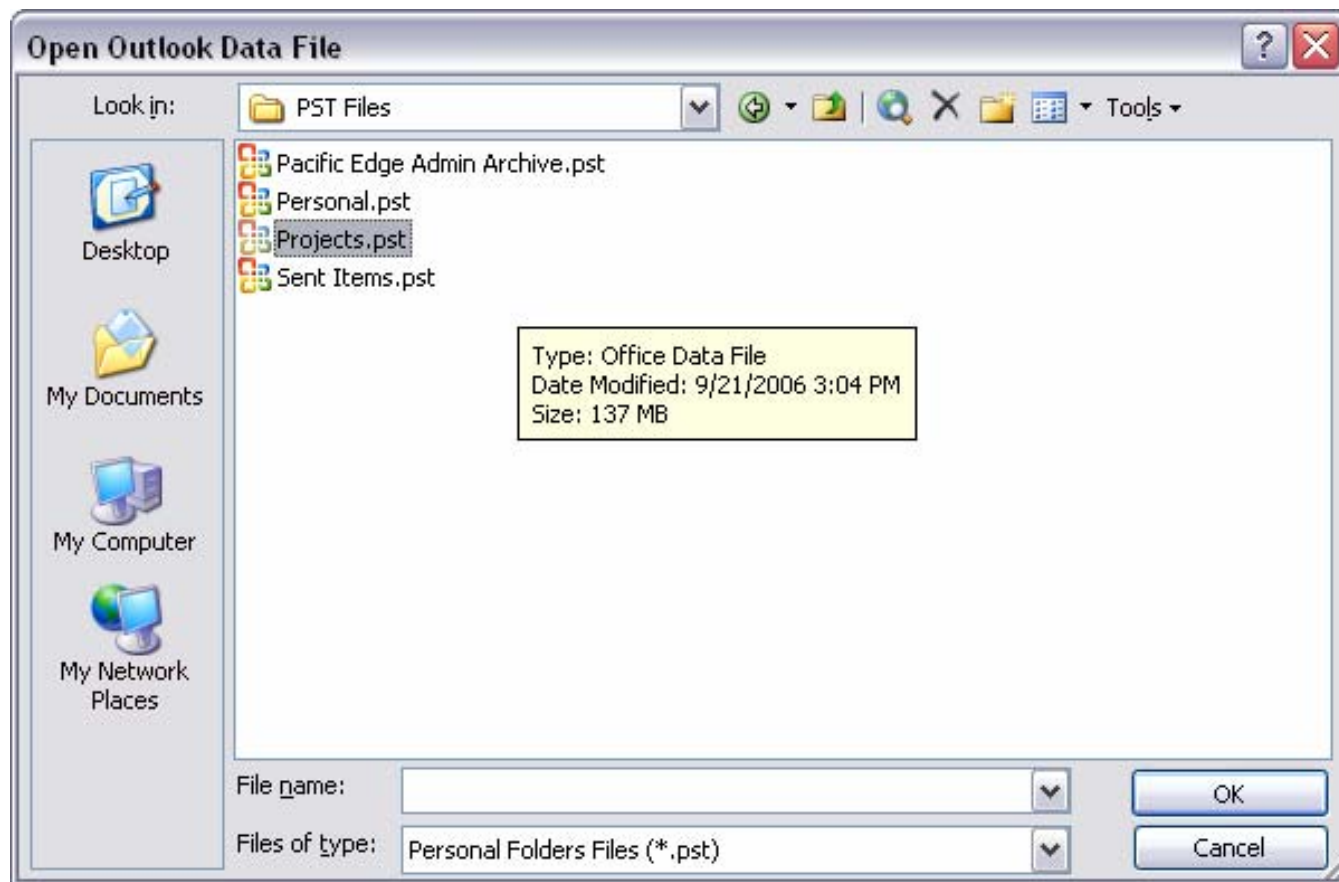 Open Outlook Data File
?
Look in:
PST Files
Tools
Pacific Edge Admin Archive.pst
Personal.pst
Projects.pst
Sent Items.pst
Type: Office Data File
Date Modified: 9/21/2006 3:04 PM
Size: 137 MB
Desktop
My Documents
My Computer
My Network
Places
File name:
OK
Files of type:
Personal Folders Files (*.pst)
Cancel